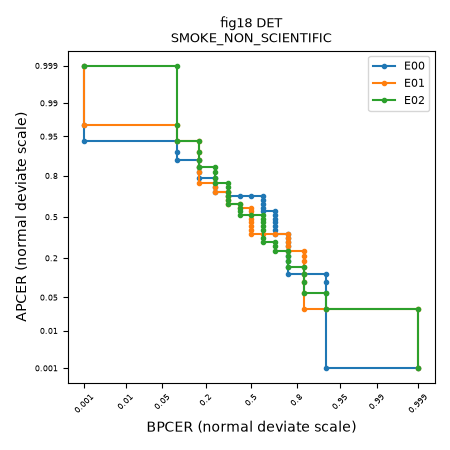 fig18 DET
SMOKE_NON_SCIENTIFIC
E00
E01
E02
APCER (normal deviate scale)
0.999
0.99
0.95
0.8
0.5
0.2
0.05
0.01
0.001
0.001
0.01
0.05
0.2
0.5
0.8
0.95
0.99
0.999
BPCER (normal deviate scale)